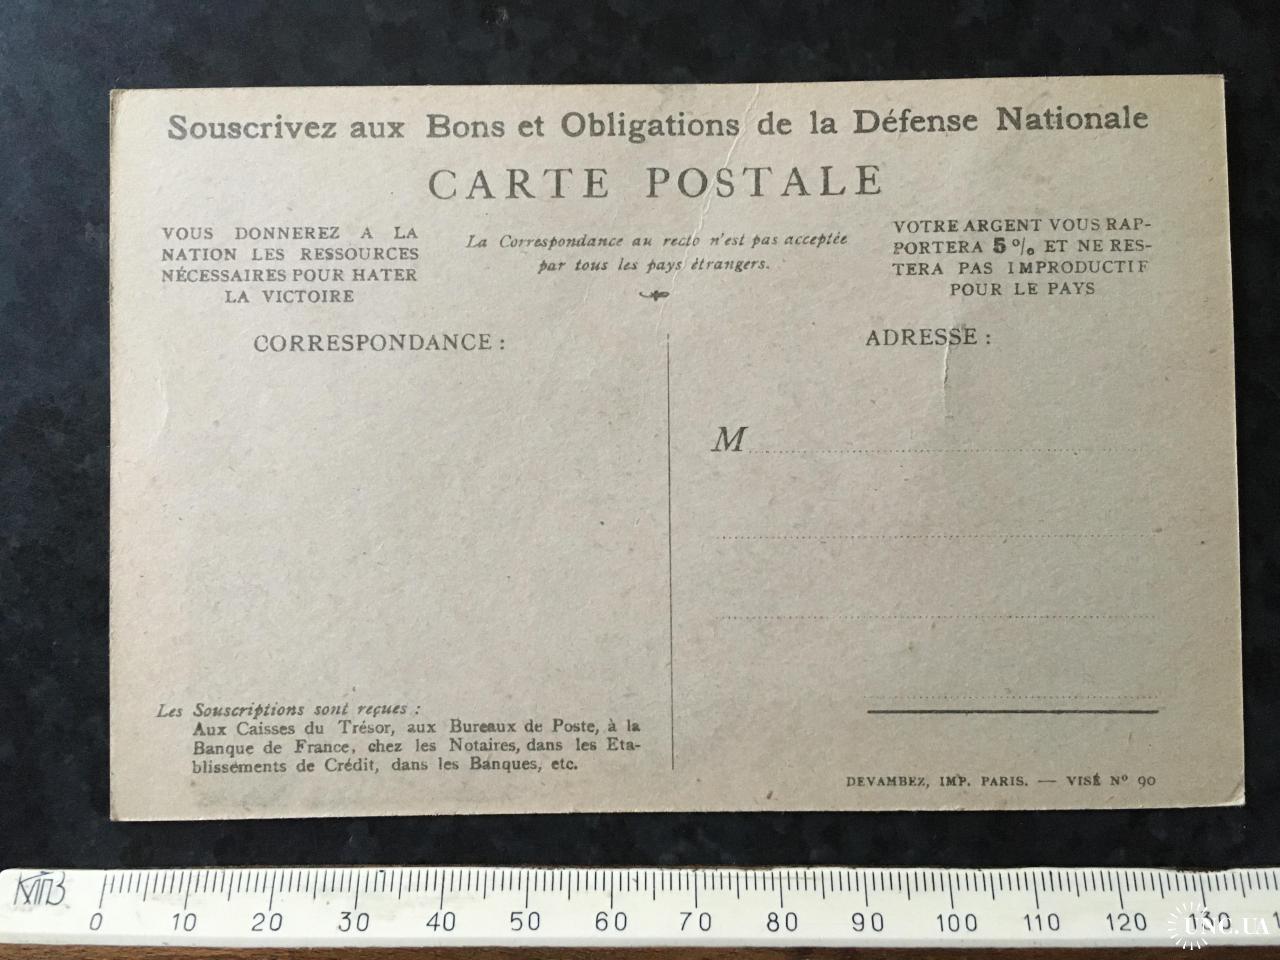 Souscrivez aux Bons et Obligations de la Défense Nationale
CARTE POSTALE
VOUS DONNEREZ A LA
NATION LES RESSOURCES
NÉCESSAIRES POUR HATER
LA VICTOIRE
La Correspondance au recto n'est pas acceptée
par tous les pays étrangers.
VOTRE ARGENT VOUS RAP-
PORTERA 5 % ET NE RES-
TERA PAS IMPRODUCTIF
POUR LE PAYS
CORRESPONDANCE :
ADRESSE :
M
Les Souscriptions sont reçues :
Aux Caisses du Trésor, aux Bureaux de Poste, à la
Banque de France, chez les Notaires, dans les Eta-
blissements de Crédit, dans les Banques, etc.
DEVAMBEZ, IMP. PARIS. — VISÉ Nº 90
0 10 20 30 40 50 60 70 80 90 100 110 120 130
UNC.UA